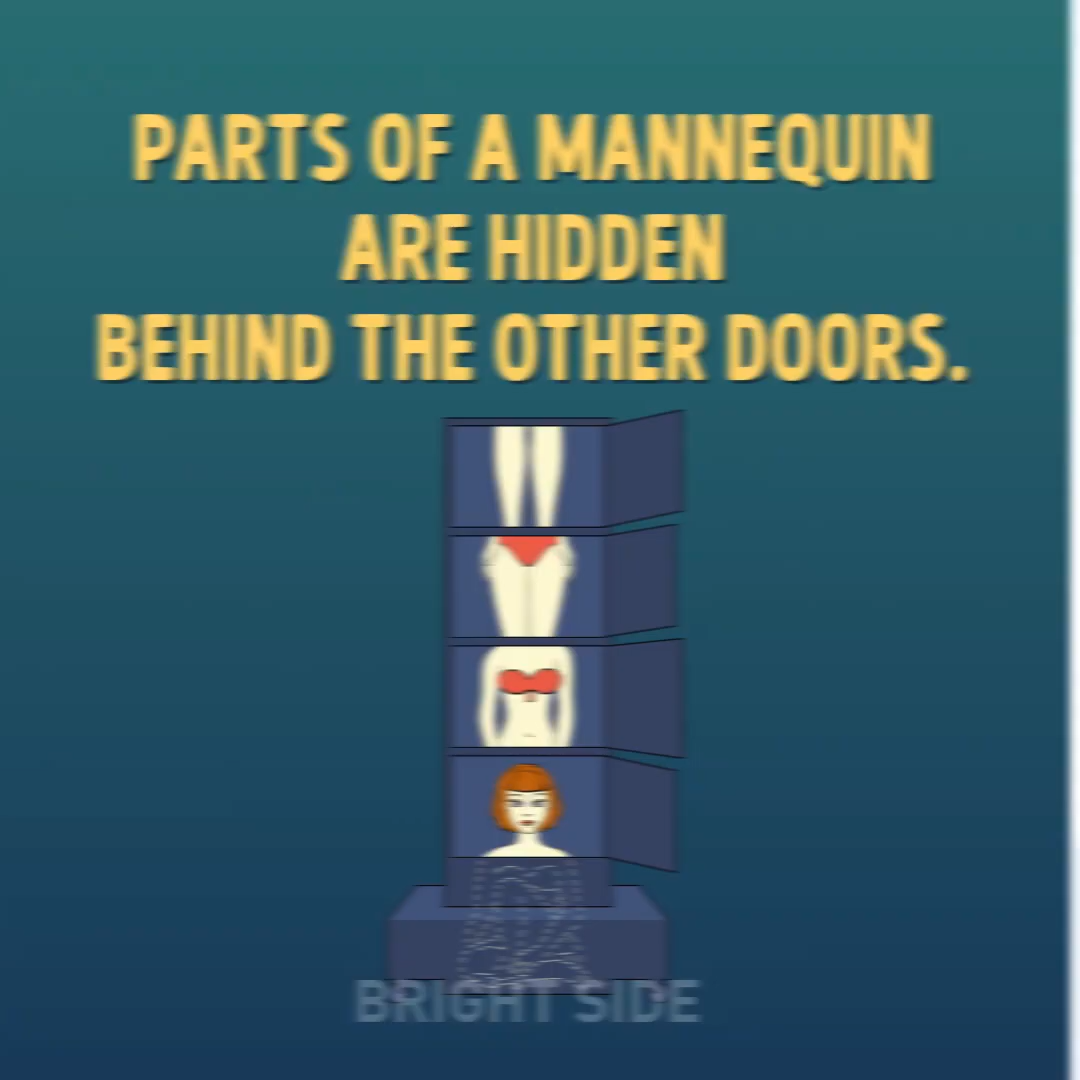 PARTS OF A MANNEQUIN
ARE HIDDEN
BEHIND THE OTHER DOORS.
BRIGHT SIDE